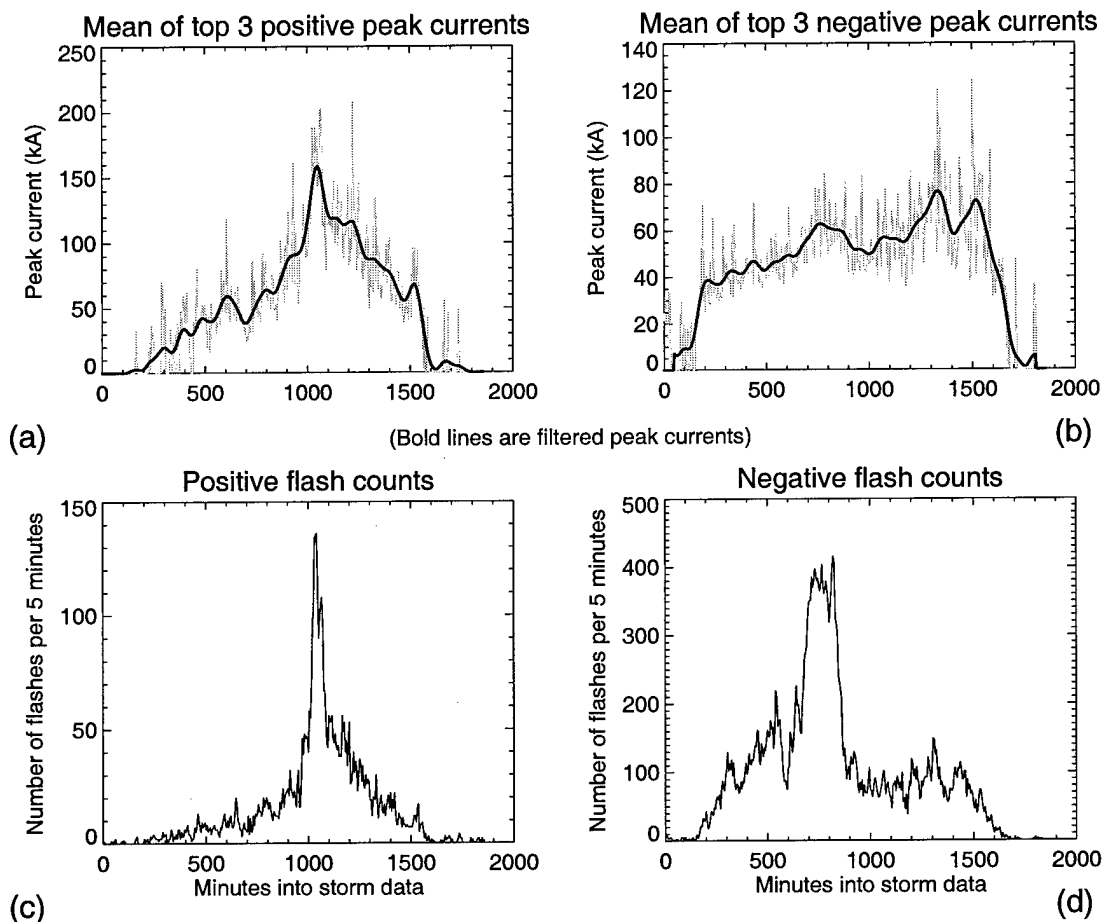 Mean of top 3 positive peak currents
250
200
150
100
50
0
Peak current (kA)
0 500 1000 1500 2000
(a)
Mean of top 3 negative peak currents
140
120
100
80
60
40
20
0
Peak current (kA)
0 500 1000 1500 2000
(b)
(Bold lines are filtered peak currents)
Positive flash counts
150
100
50
0
Number of flashes per 5 minutes
0 500 1000 1500 2000
Minutes into storm data
(c)
Negative flash counts
500
400
300
200
100
0
Number of flashes per 5 minutes
0 500 1000 1500 2000
Minutes into storm data
(d)